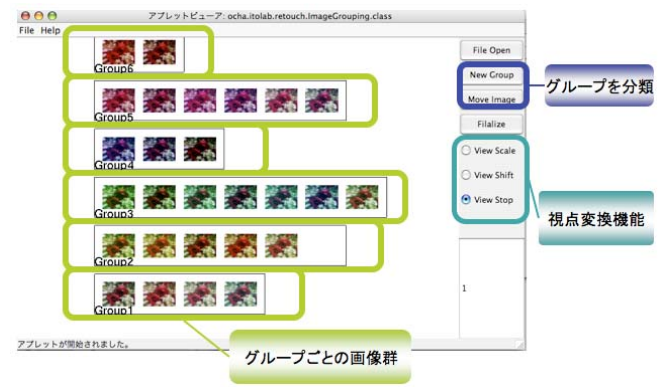 アプレットビューア: ocha.itolab.retouch.ImageGrouping.class
File Help
Group6
Group5
Group4
Group3
Group2
Group1
File Open
New Group
Move Image
Filalize
View Scale
View Shift
View Stop
1
グループを分類
視点変換機能
アプレットが開始されました。
グループごとの画像群